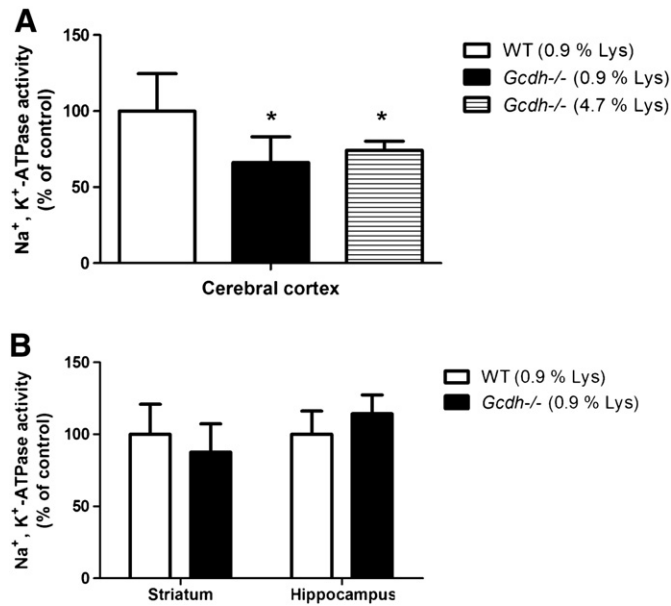 A
Na+, K+-ATPase activity
(% of control)
150
100
50
0
*
*
Cerebral cortex
WT (0.9 % Lys)
Gcdh-/- (0.9 % Lys)
Gcdh-/- (4.7 % Lys)
B
Na+, K+-ATPase activity
(% of control)
150
100
50
0
Striatum
Hippocampus
WT (0.9 % Lys)
Gcdh-/- (0.9 % Lys)